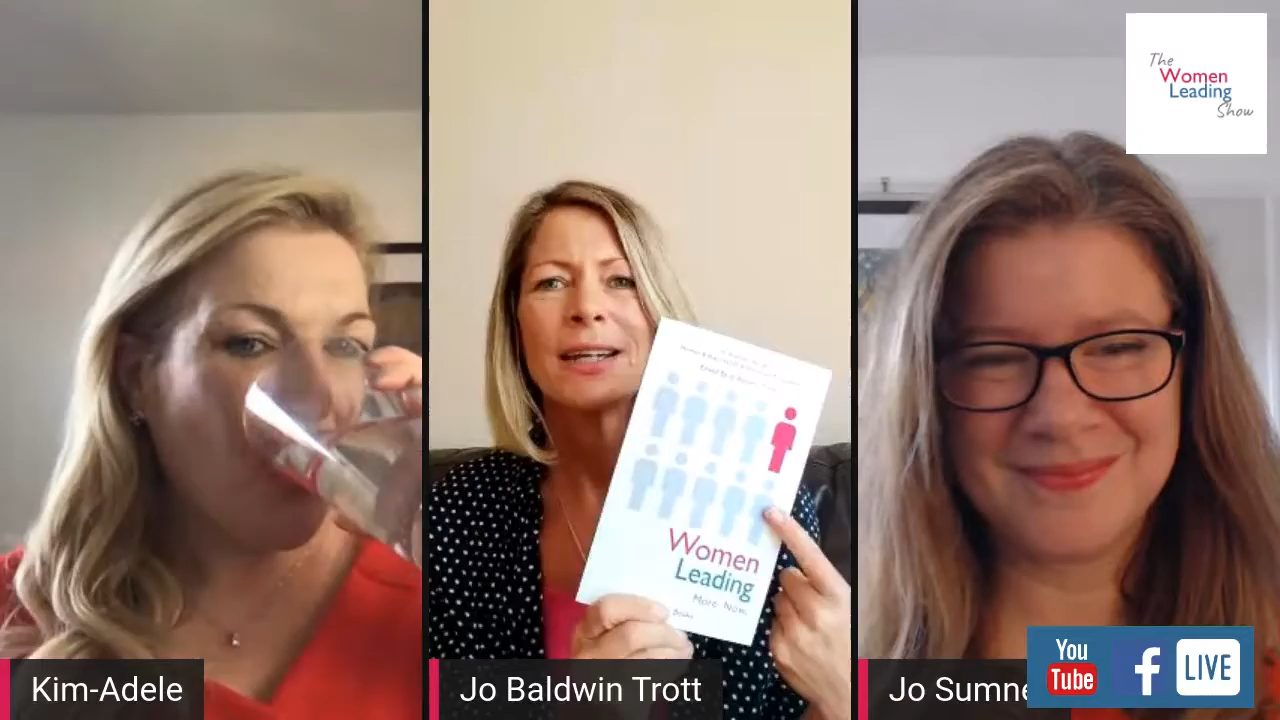 The
Women
Leading
Show
Women
Leading
More Now
Kim-Adele
Jo Baldwin Trott
Jo Sumne
You
Tube
f
LIVE